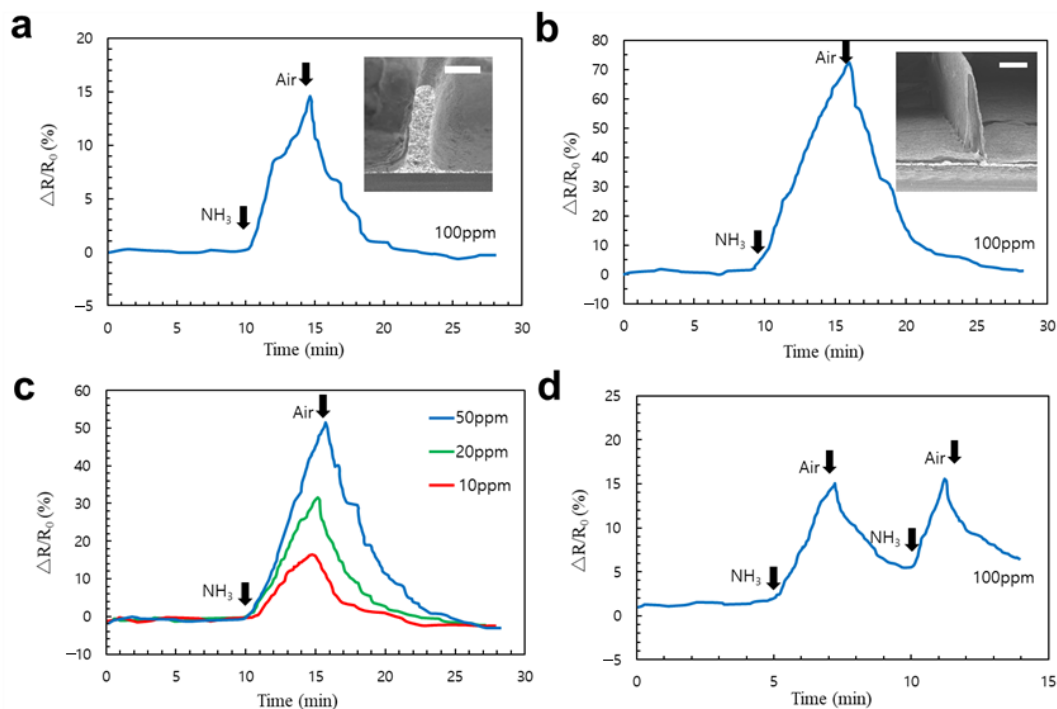 a
20
15
10
5
0
−5
△R/R₀ (%)
Air
NH₃
100ppm
0 5 10 15 20 25 30
Time (min)
b
80
70
60
50
40
30
20
10
0
−10
△R/R₀ (%)
Air
NH₃
100ppm
0 5 10 15 20 25 30
Time (min)
c
60
50
40
30
20
10
0
−10
△R/R₀ (%)
Air
NH₃
50ppm
20ppm
10ppm
0 5 10 15 20 25 30
Time (min)
d
25
20
15
10
5
0
−5
△R/R₀ (%)
Air
Air
NH₃
NH₃
100ppm
0 5 10 15
Time (min)